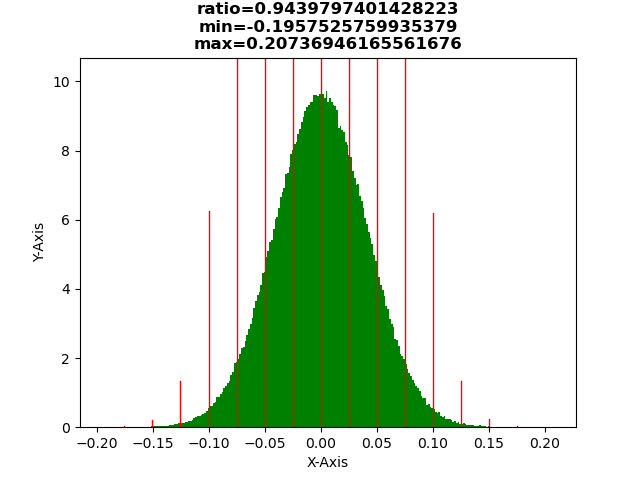 ratio=0.9439797401428223
min=-0.1957525759935379
max=0.20736946165561676
10
8
6
4
2
0
Y-Axis
−0.20 −0.15 −0.10 −0.05 0.00 0.05 0.10 0.15 0.20
X-Axis